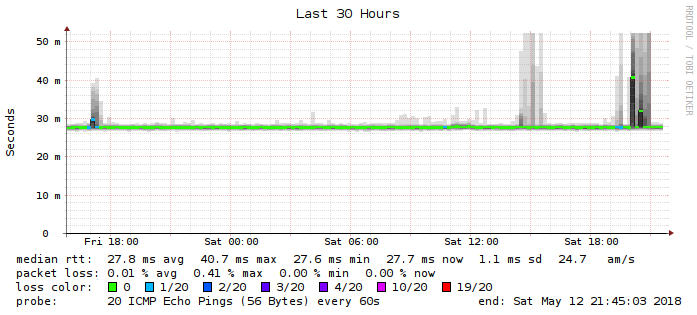 Last 30 Hours
RRDTOOL / TOBI OETIKER
Seconds
50 m
40 m
30 m
20 m
10 m
0
Fri 18:00 Sat 00:00 Sat 06:00 Sat 12:00 Sat 18:00
median rtt: 27.8 ms avg 40.7 ms max 27.6 ms min 27.7 ms now 1.1 ms sd 24.7 am/s
packet loss: 0.01 % avg 0.41 % max 0.00 % min 0.00 % now
loss color: 0 1/20 2/20 3/20 4/20 10/20 19/20
probe: 20 ICMP Echo Pings (56 Bytes) every 60s end: Sat May 12 21:45:03 2018